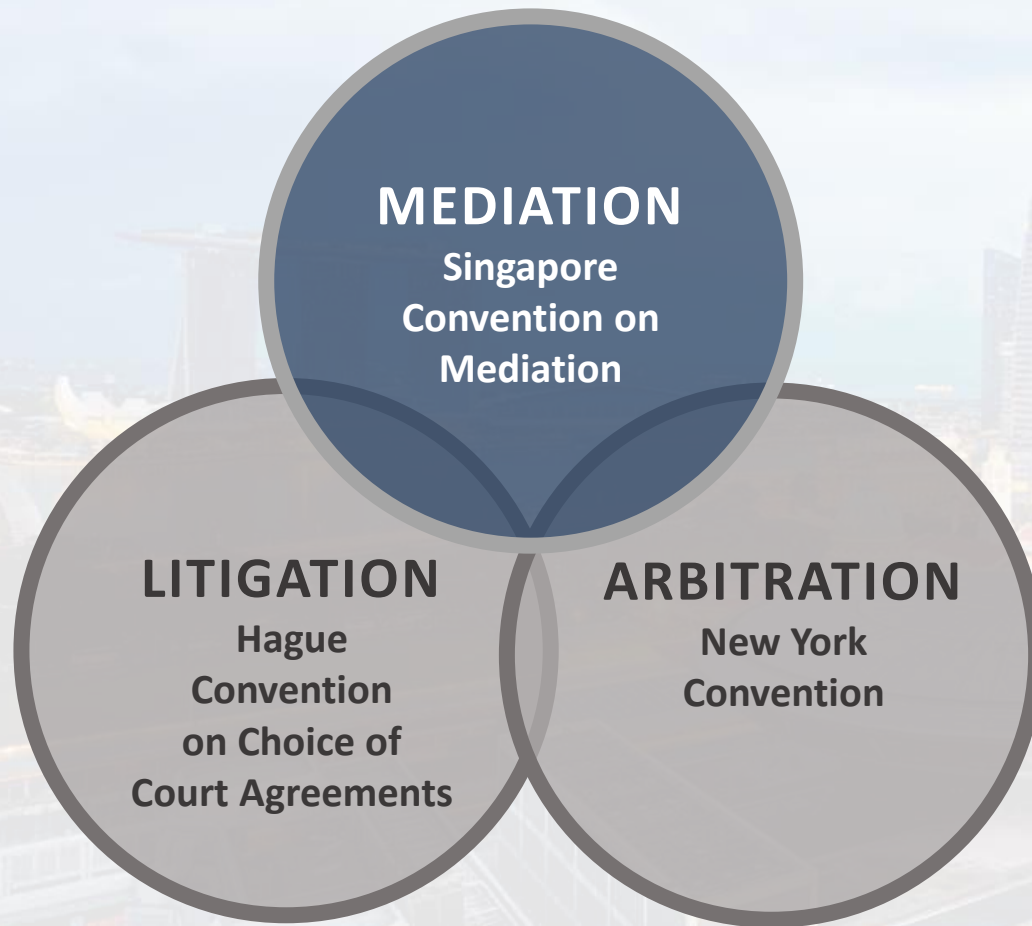 MEDIATION
Singapore
Convention on
Mediation
LITIGATION
Hague
Convention
on Choice of
Court Agreements
ARBITRATION
New York
Convention